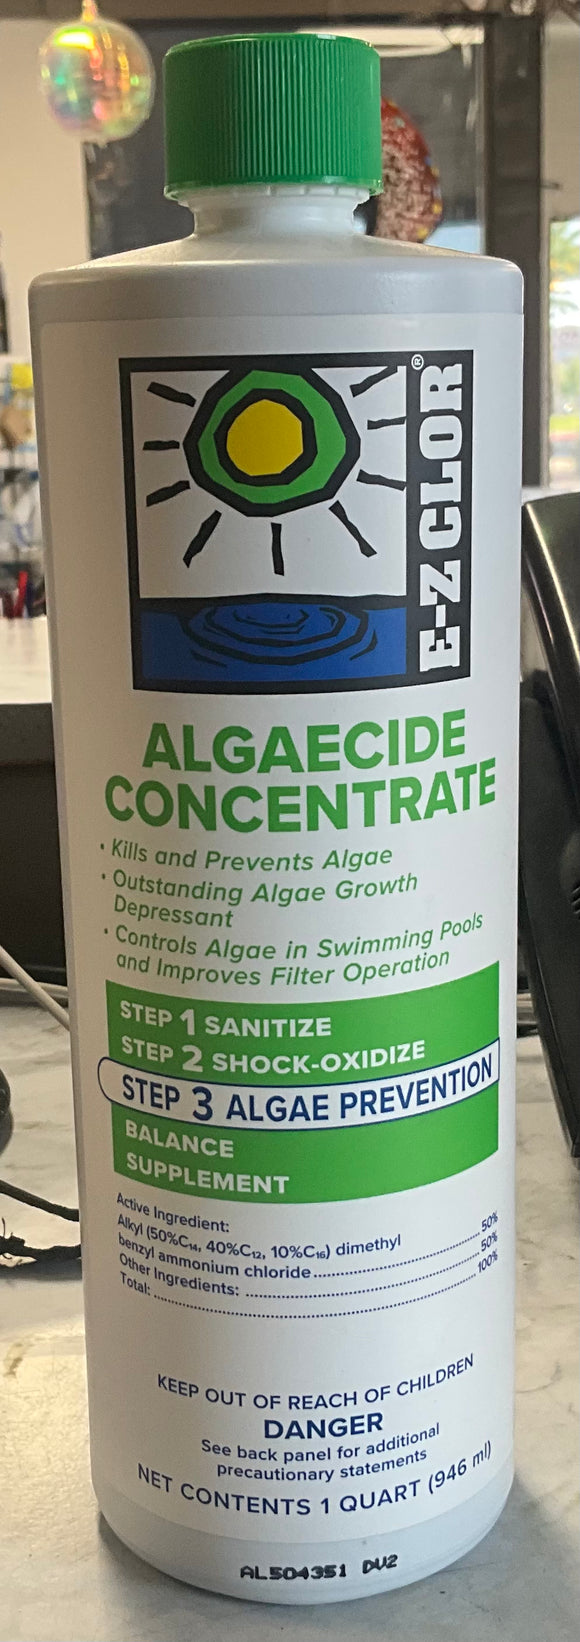 E-Z CLOR®
ALGAECIDE
CONCENTRATE
• Kills and Prevents Algae
• Outstanding Algae Growth
Depressant
• Controls Algae in Swimming Pools
and Improves Filter Operation
STEP 1 SANITIZE
STEP 2 SHOCK-OXIDIZE
STEP 3 ALGAE PREVENTION
BALANCE
SUPPLEMENT
Active Ingredient:
Alkyl (50%C₁₄, 40%C₁₂, 10%C₁₆) dimethyl
benzyl ammonium chloride..............................50%
Other Ingredients: ..............................50%
Total: ..............................100%
KEEP OUT OF REACH OF CHILDREN
DANGER
See back panel for additional
precautionary statements
NET CONTENTS 1 QUART (946 ml)
AL504351 DV2